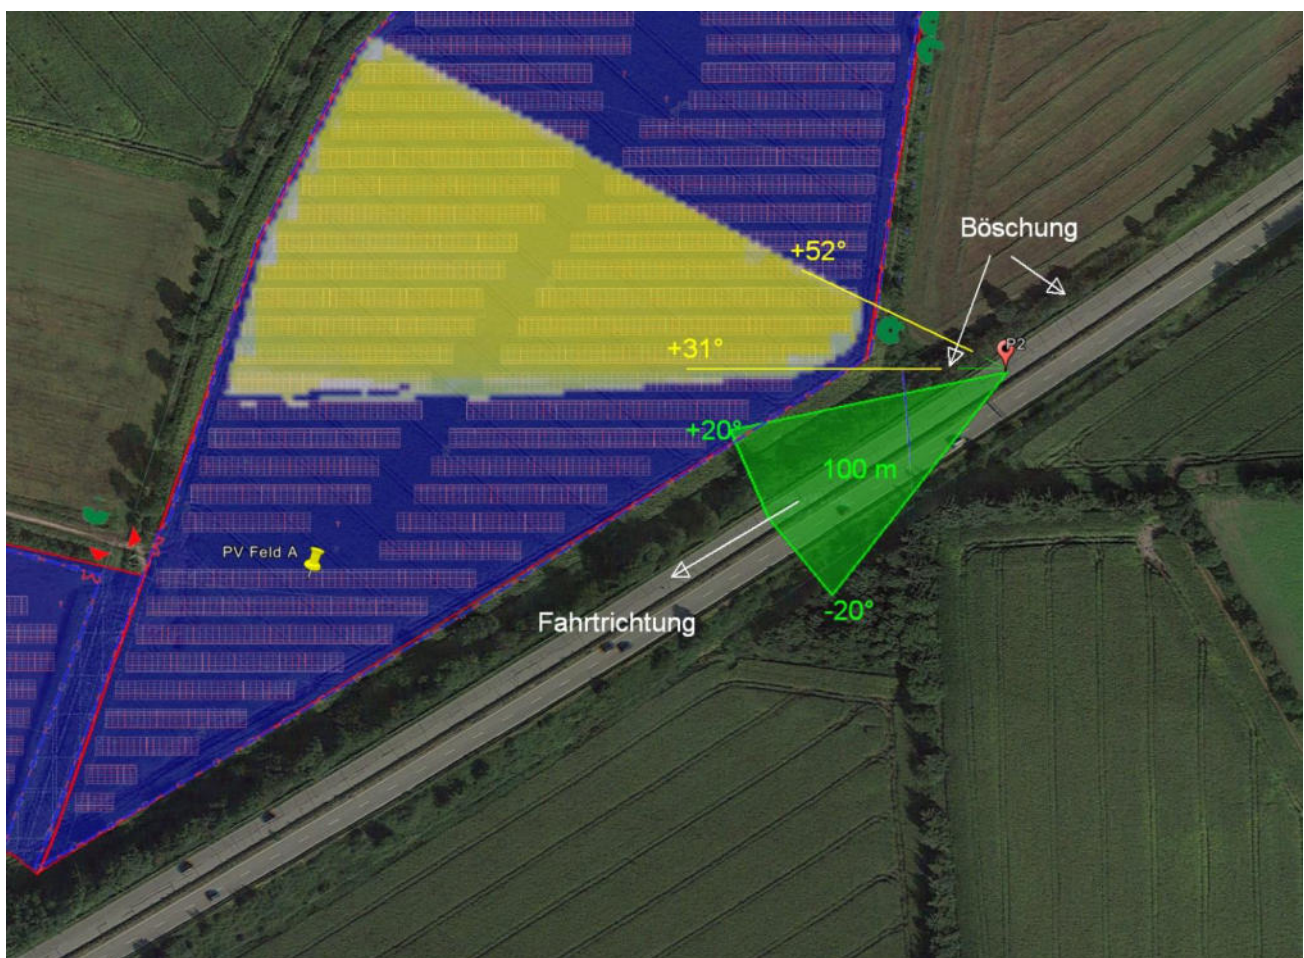 Böschung
+52°
P2
+31°
+20°
100 m
PV Feld A
-20°
Fahrtrichtung